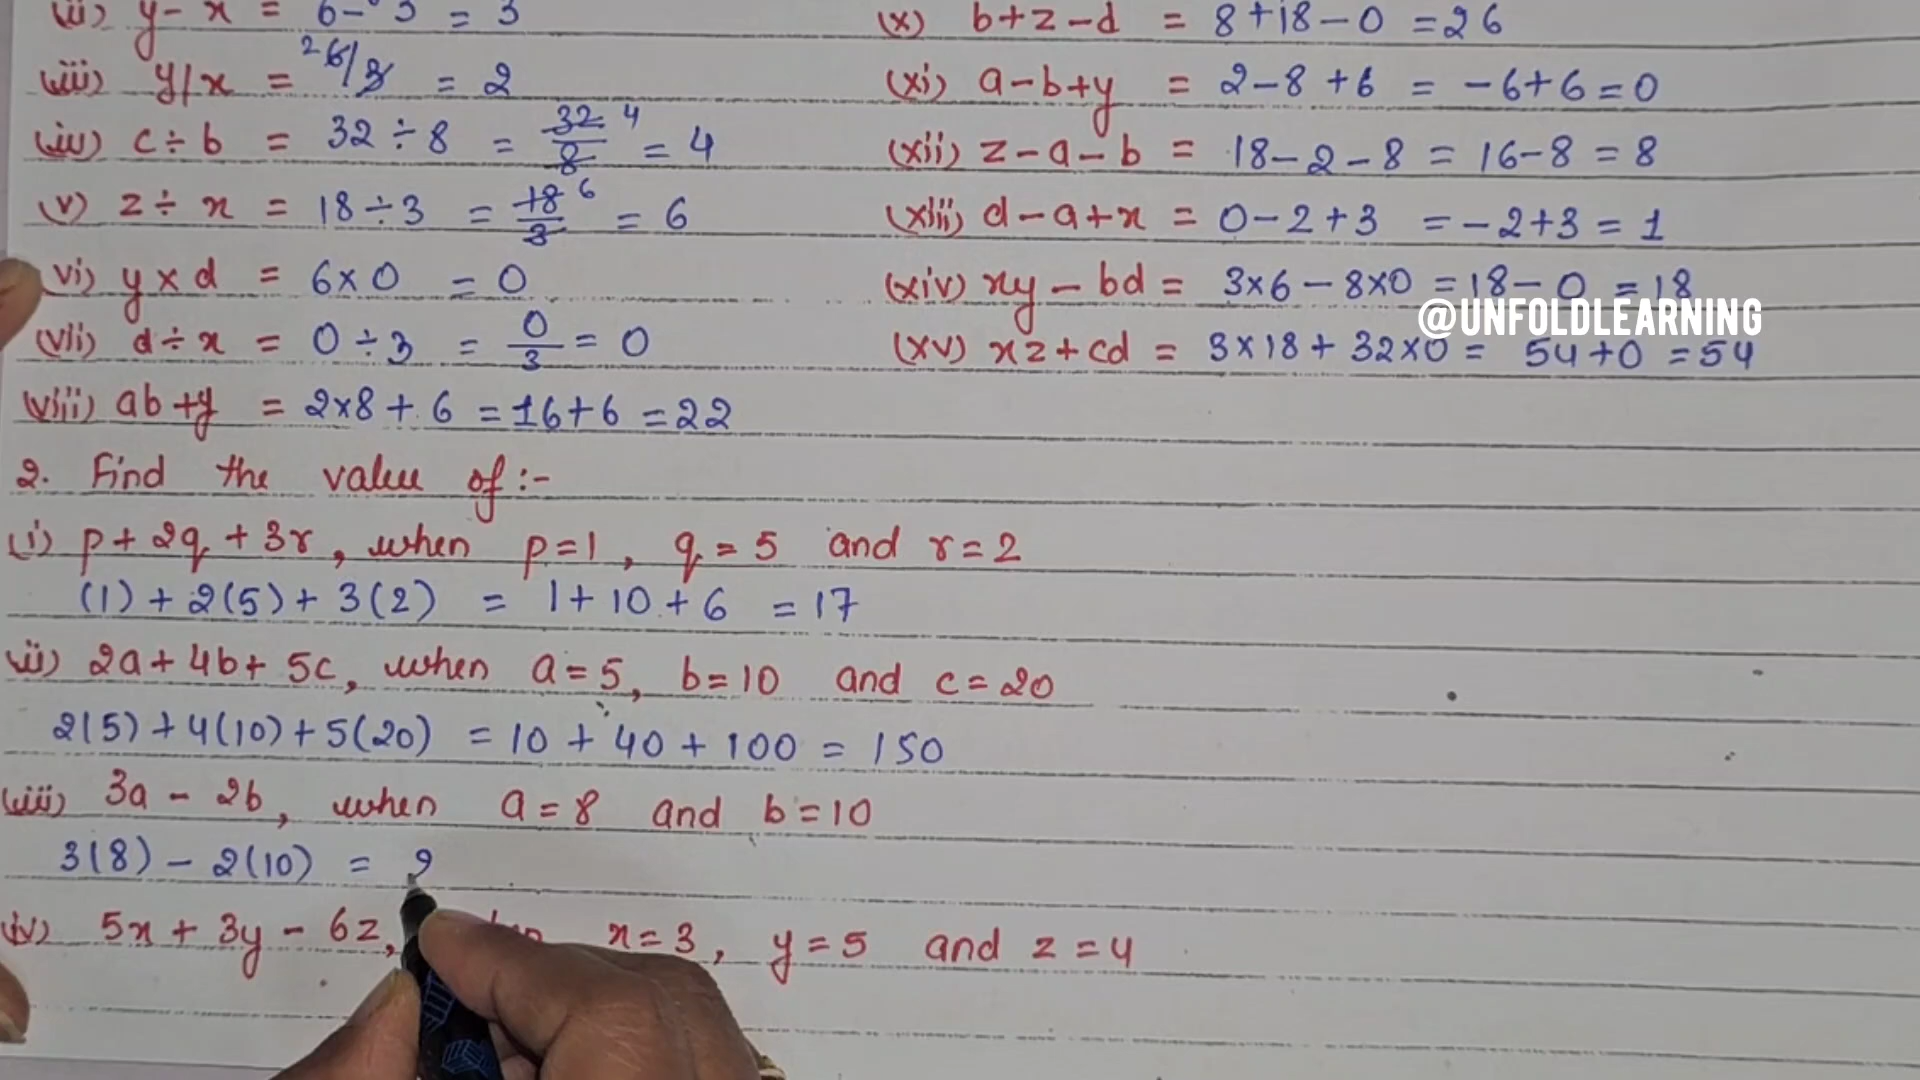 (ii) y - x = 6 - 3 = 3
(iii) y/x = 6/3 2 = 2
(iv) c ÷ b = 32 ÷ 8 = 32/8 4 = 4
(v) z ÷ x = 18 ÷ 3 = 18/3 6 = 6
(vi) y × d = 6 × 0 = 0
(vii) d ÷ x = 0 ÷ 3 = 0/3 = 0
(viii) ab + y = 2×8 + 6 = 16 + 6 = 22
(x) b + z - d = 8 + 18 - 0 = 26
(xi) a - b + y = 2 - 8 + 6 = -6 + 6 = 0
(xii) z - a - b = 18 - 2 - 8 = 16 - 8 = 8
(xiii) d - a + x = 0 - 2 + 3 = -2 + 3 = 1
(xiv) xy - bd = 3×6 - 8×0 = 18 - 0 = 18
@UNFOLDLEARNING
(xv) xz + cd = 3×18 + 32×0 = 54 + 0 = 54
2. Find the value of :-
(i) p + 2q + 3r, when p = 1, q = 5 and r = 2
(1) + 2(5) + 3(2) = 1 + 10 + 6 = 17
(ii) 2a + 4b + 5c, when a = 5, b = 10 and c = 20
2(5) + 4(10) + 5(20) = 10 + 40 + 100 = 150
(iii) 3a - 2b, when a = 8 and b = 10
3(8) - 2(10) = 2
(iv) 5x + 3y - 6z, x = 3, y = 5 and z = 4